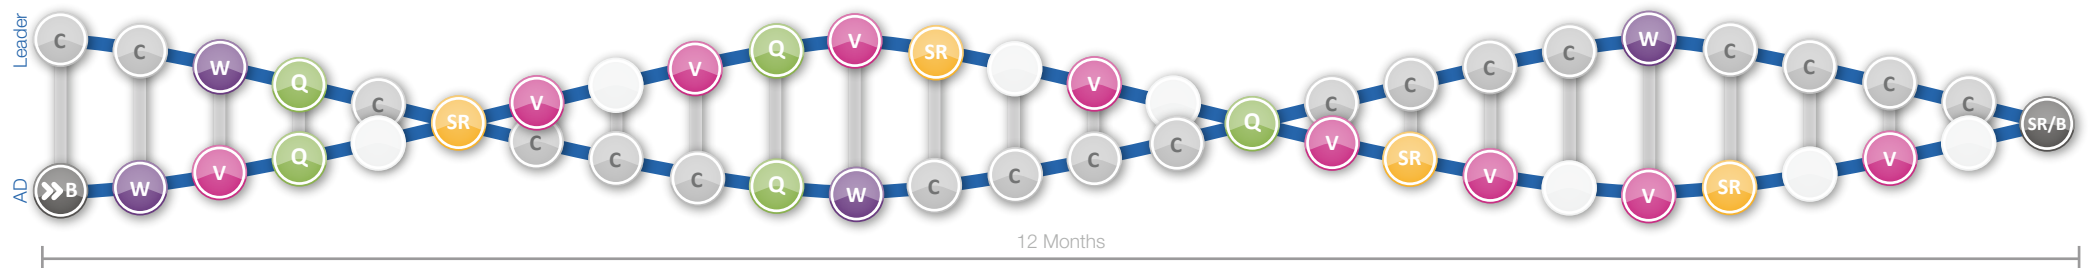 Leader C C W Q C SR V V Q V SR V Q C C C C W C C C C SR/B
AD »B W V Q C C C Q W C C C C V SR V V SR V
12 Months